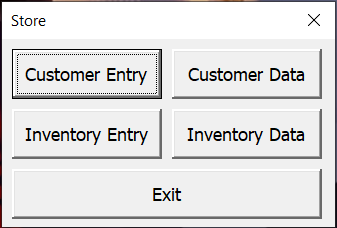 Store
Customer Entry
Customer Data
Inventory Entry
Inventory Data
Exit